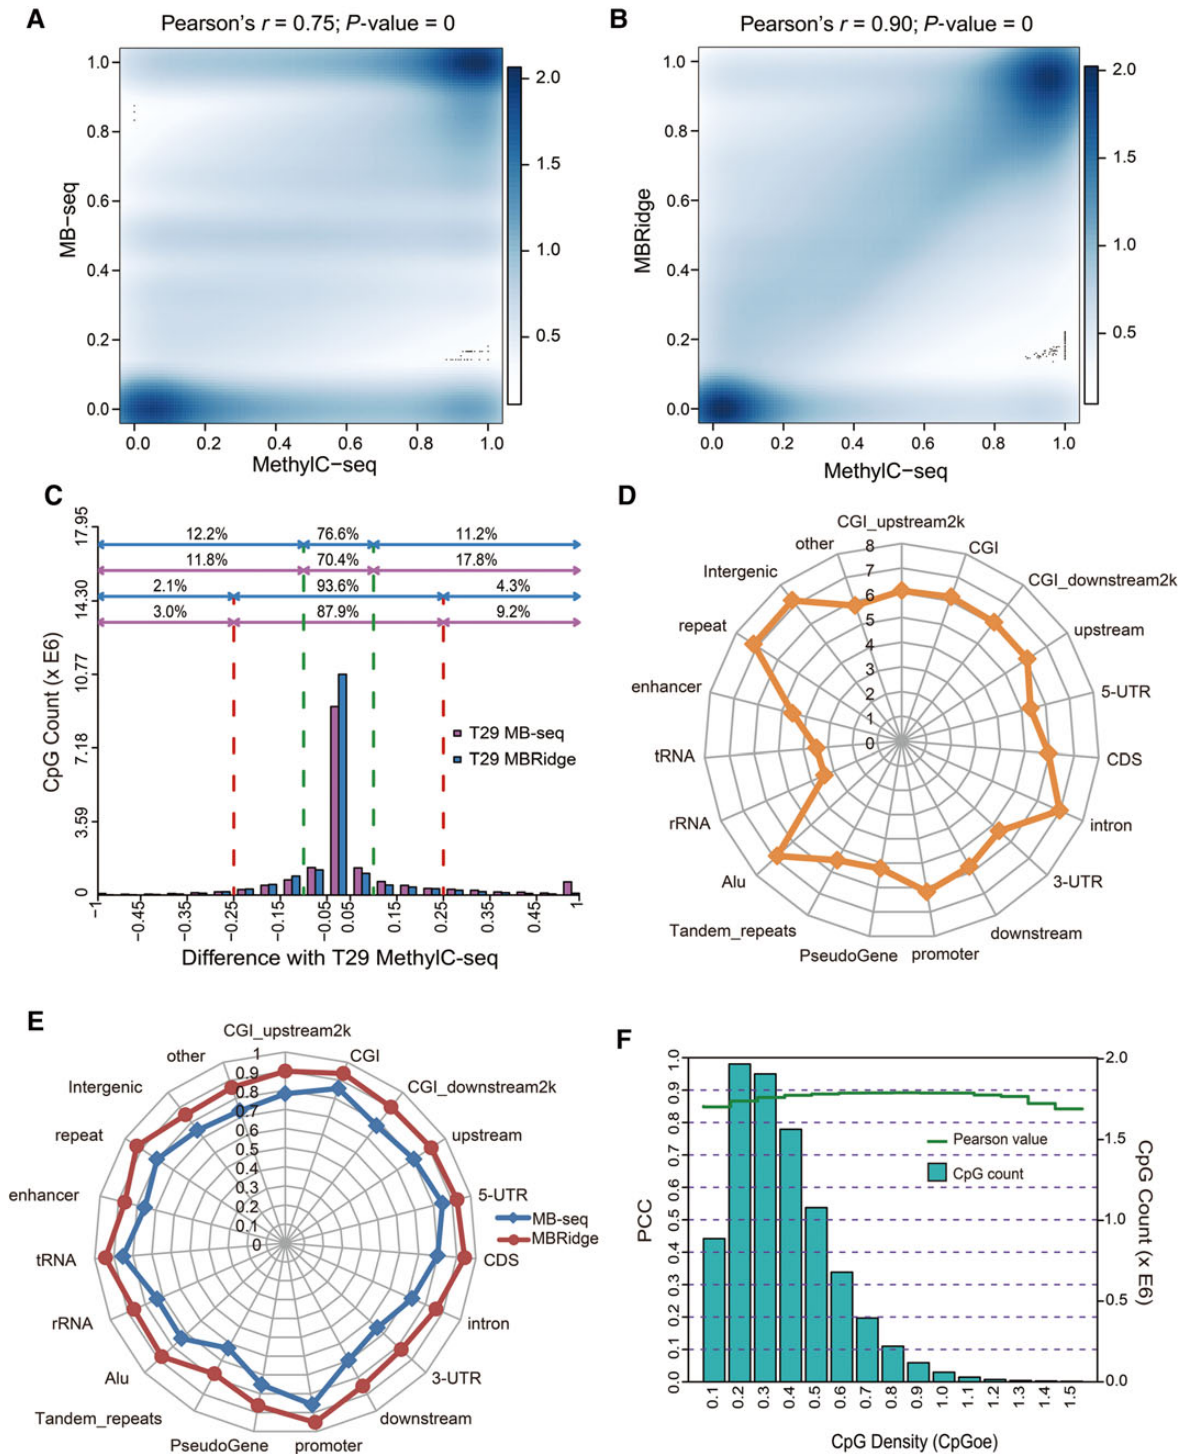 A
Pearson's r = 0.75; P-value = 0
MB−seq
1.0
0.8
0.6
0.4
0.2
0.0
0.0 0.2 0.4 0.6 0.8 1.0
MethylC−seq
2.0
1.5
1.0
0.5
B
Pearson's r = 0.90; P-value = 0
MBRidge
1.0
0.8
0.6
0.4
0.2
0.0
0.0 0.2 0.4 0.6 0.8 1.0
MethylC−seq
2.0
1.5
1.0
0.5
C
CpG Count (x E6)
17.95
14.30
10.77
7.18
3.59
0
12.2% 76.6% 11.2%
11.8% 70.4% 17.8%
2.1% 93.6% 4.3%
3.0% 87.9% 9.2%
T29 MB-seq
T29 MBRidge
−1 −0.45 −0.35 −0.25 −0.15 −0.05 0.05 0.15 0.25 0.35 0.45 1
Difference with T29 MethylC-seq
D
CGI_upstream2k
CGI
CGI_downstream2k
upstream
5-UTR
CDS
intron
3-UTR
downstream
promoter
PseudoGene
Tandem_repeats
Alu
rRNA
tRNA
enhancer
repeat
Intergenic
other
8
7
6
5
4
3
2
1
0
E
CGI_upstream2k
CGI
CGI_downstream2k
upstream
5-UTR
CDS
intron
3-UTR
downstream
promoter
PseudoGene
Tandem_repeats
Alu
rRNA
tRNA
enhancer
repeat
Intergenic
other
1
0.9
0.8
0.7
0.6
0.5
0.4
0.3
0.2
0.1
0
MB-seq
MBRidge
F
PCC
1.0
0.9
0.8
0.7
0.6
0.5
0.4
0.3
0.2
0.1
0.0
Pearson value
CpG count
2.0
1.5
1.0
0.5
0.0
CpG Count (x E6)
0.1 0.2 0.3 0.4 0.5 0.6 0.7 0.8 0.9 1.0 1.1 1.2 1.3 1.4 1.5
CpG Density (CpGoe)